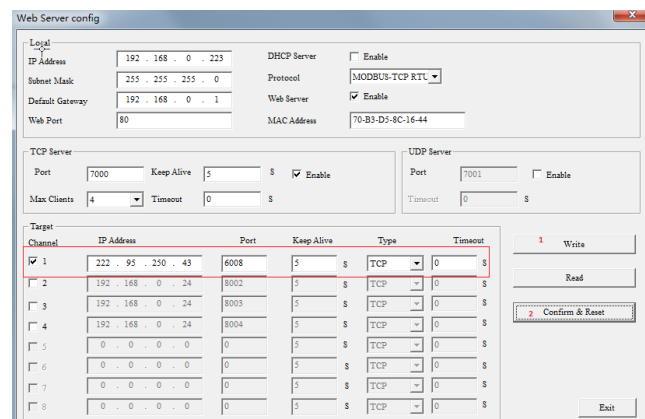 Web Server config
Local
IP Address 192 . 168 . 0 . 223 DHCP Server Enable
Subnet Mask 255 . 255 . 255 . 0 Protocol MODBUS-TCP RTU
Default Gateway 192 . 168 . 0 . 1 Web Server Enable
Web Port 80 MAC Address 70-B3-D5-8C-16-44
TCP Server UDP Server
Port 7000 Keep Alive 5 S Enable Port 7001 Enable
Max Clients 4 Timeout 0 S Timeout 0 S
Target
Channel IP Address Port Keep Alive Type Timeout
1 222 . 95 . 250 . 43 6008 5 S TCP 0 S
2 192 . 168 . 0 . 24 8002 5 S TCP 0 S
3 192 . 168 . 0 . 24 8003 5 S TCP 0 S
4 192 . 168 . 0 . 24 8004 5 S TCP 0 S
5 0 . 0 . 0 . 0 0 5 S TCP 0 S
6 0 . 0 . 0 . 0 0 5 S TCP 0 S
7 0 . 0 . 0 . 0 0 5 S TCP 0 S
8 0 . 0 . 0 . 0 0 5 S TCP 0 S
1 Write
Read
2 Confirm & Reset
Exit